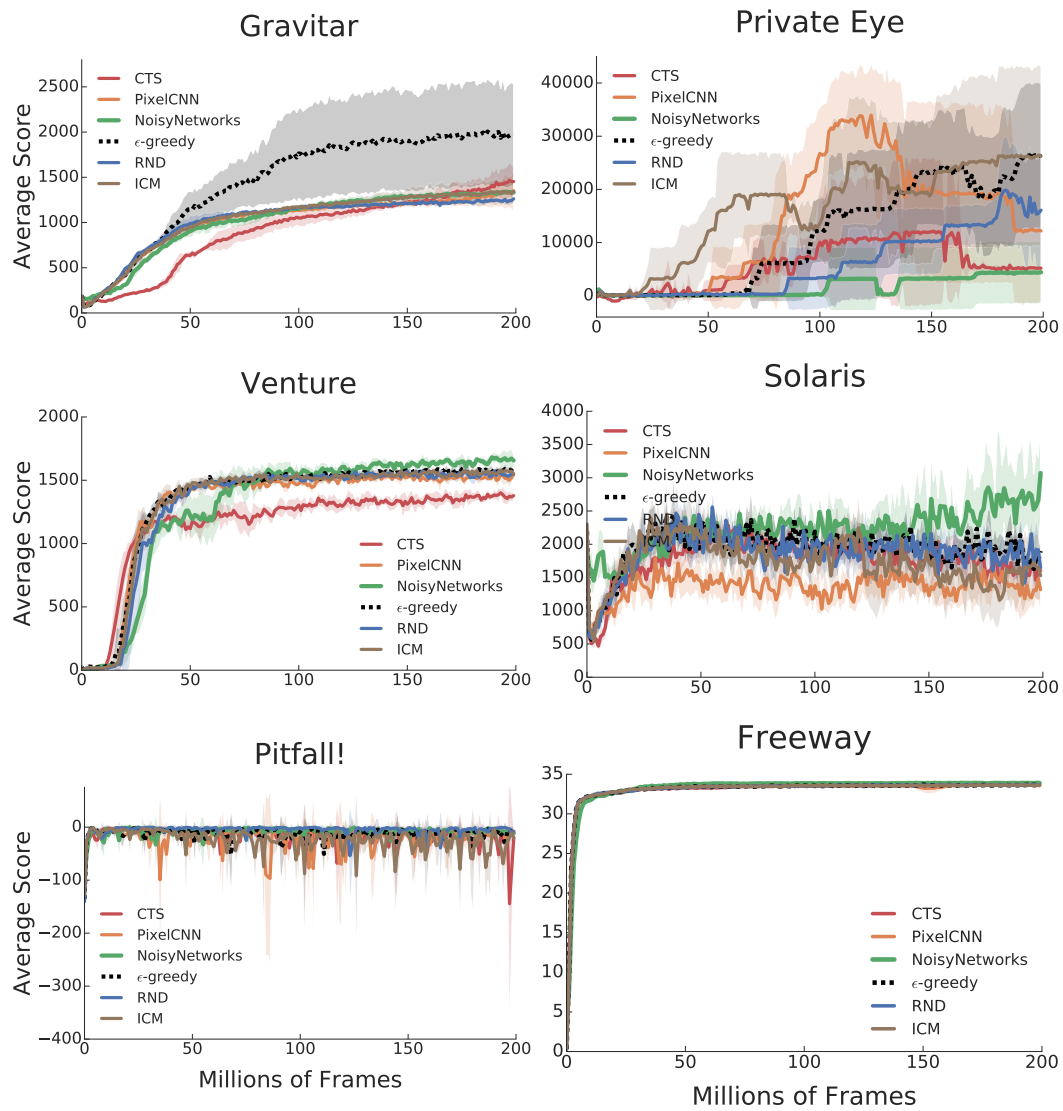 Gravitar
Average Score
2500
2000
1500
1000
500
0
CTS
PixelCNN
NoisyNetworks
ϵ-greedy
RND
ICM
0 50 100 150 200
Private Eye
40000
30000
20000
10000
0
CTS
PixelCNN
NoisyNetworks
ϵ-greedy
RND
ICM
0 50 100 150 200
Venture
Average Score
2000
1500
1000
500
0
CTS
PixelCNN
NoisyNetworks
ϵ-greedy
RND
ICM
0 50 100 150 200
Solaris
4000
3500
3000
2500
2000
1500
1000
500
0
CTS
PixelCNN
NoisyNetworks
ϵ-greedy
RND
ICM
0 50 100 150 200
Pitfall!
Average Score
0
−100
−200
−300
−400
CTS
PixelCNN
NoisyNetworks
ϵ-greedy
RND
ICM
0 50 100 150 200
Millions of Frames
Freeway
35
30
25
20
15
10
5
0
CTS
PixelCNN
NoisyNetworks
ϵ-greedy
RND
ICM
0 50 100 150 200
Millions of Frames